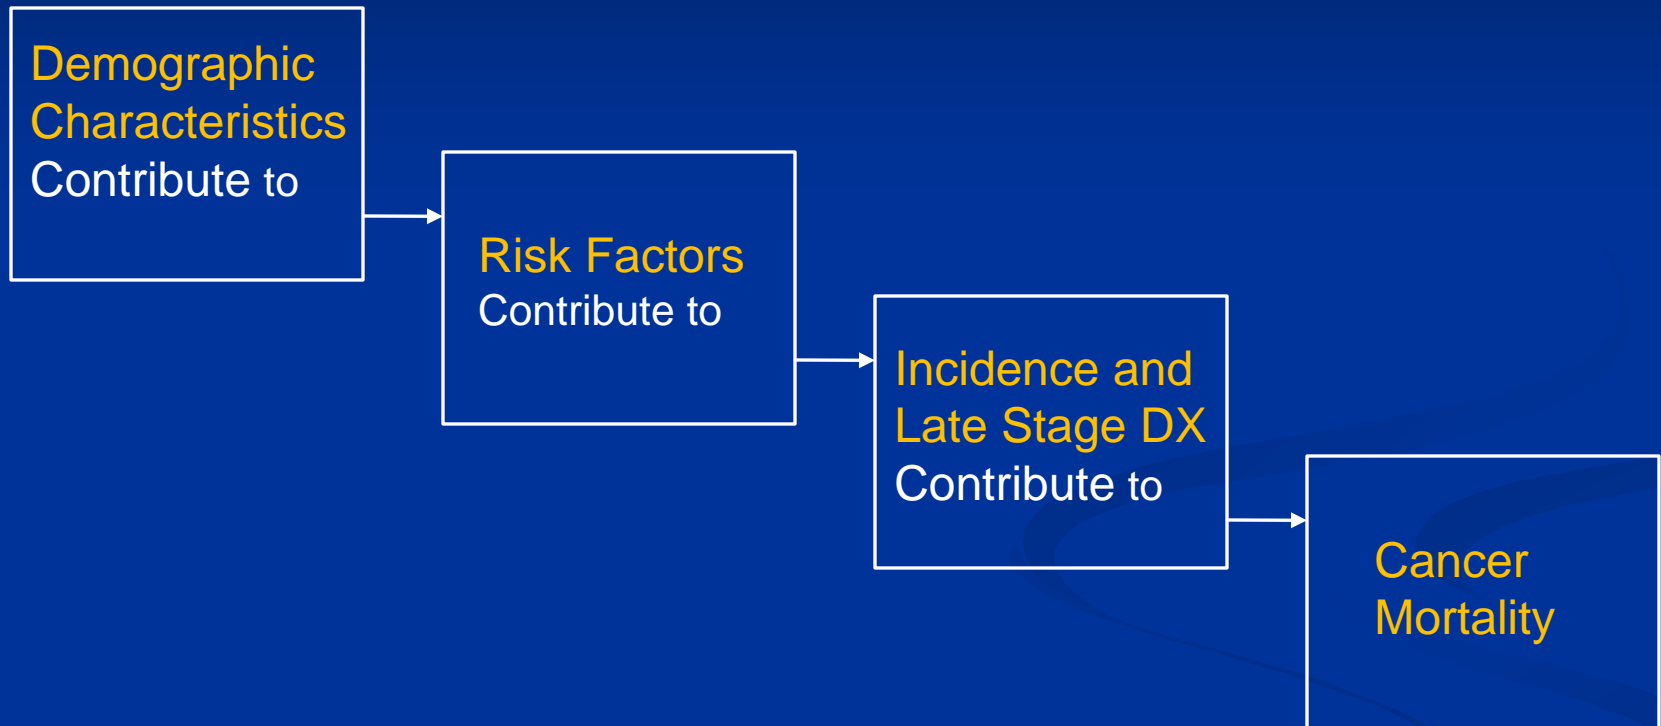 Demographic
Characteristics
Contribute to
Risk Factors
Contribute to
Incidence and
Late Stage DX
Contribute to
Cancer
Mortality